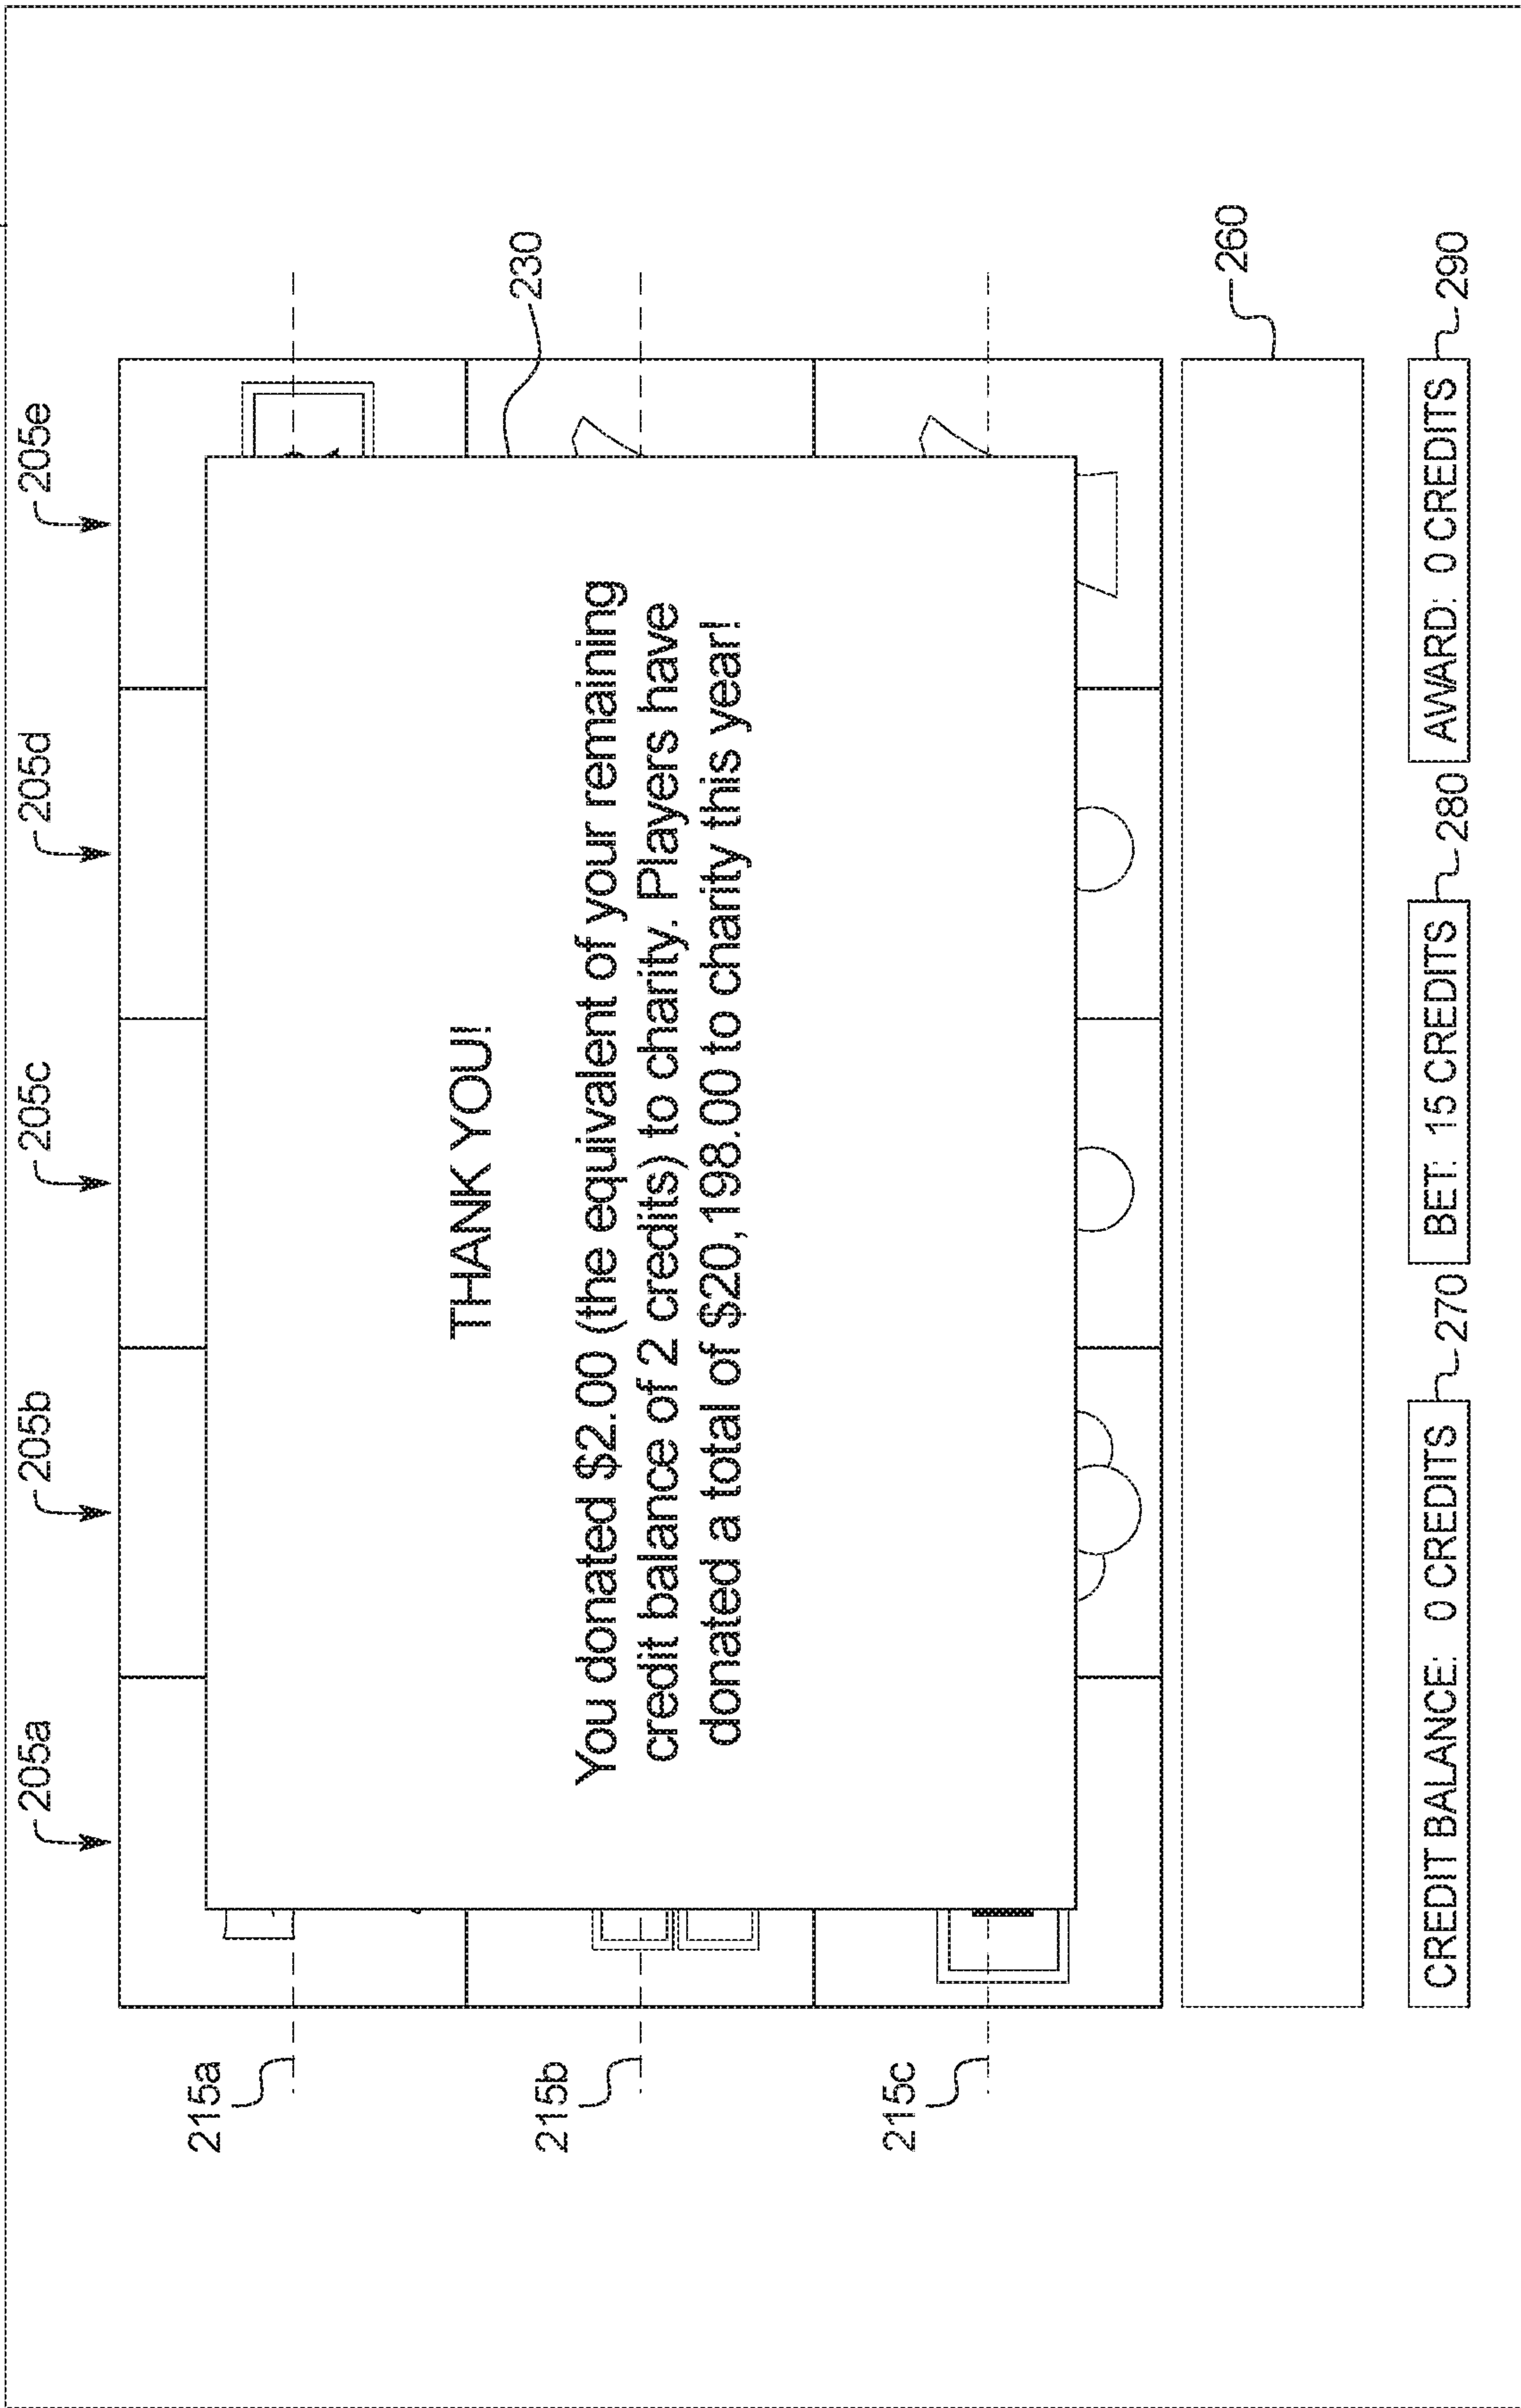 205a
205b
205c
205d
205e
215a
THANK YOU!
230
You donated $2.00 (the equivalent of your remaining
credit balance of 2 credits) to charity. Players have
donated a total of $20,198.00 to charity this year!
215b
215c
260
CREDIT BALANCE: 0 CREDITS
270
BET: 15 CREDITS
280
AWARD: 0 CREDITS
290